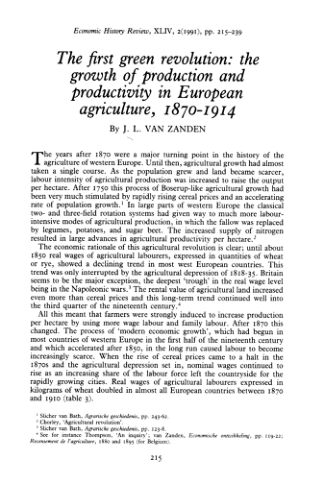 Economic History Review, XLIV, 2(1991), pp. 215-239
The first green revolution: the
growth of production and
productivity in European
agriculture, 1870-1914
By J. L. VAN ZANDEN
The years after 1870 were a major turning point in the history of the
agriculture of western Europe. Until then, agricultural growth had almost
taken a single course. As the population grew and land became scarcer,
labour intensity of agricultural production was increased to raise the output
per hectare. After 1750 this process of Boserup-like agricultural growth had
been very much stimulated by rapidly rising cereal prices and an accelerating
rate of population growth.¹ In large parts of western Europe the classical
two- and three-field rotation systems had given way to much more labour-
intensive modes of agricultural production, in which the fallow was replaced
by legumes, potatoes, and sugar beet. The increased supply of nitrogen
resulted in large advances in agricultural productivity per hectare.²
The economic rationale of this agricultural revolution is clear; until about
1850 real wages of agricultural labourers, expressed in quantities of wheat
or rye, showed a declining trend in most west European countries. This
trend was only interrupted by the agricultural depression of 1818-35. Britain
seems to be the major exception, the deepest 'trough' in the real wage level
being in the Napoleonic wars.³ The rental value of agricultural land increased
even more than cereal prices and this long-term trend continued well into
the third quarter of the nineteenth century.⁴
All this meant that farmers were strongly induced to increase production
per hectare by using more wage labour and family labour. After 1870 this
changed. The process of 'modern economic growth', which had begun in
most countries of western Europe in the first half of the nineteenth century
and which accelerated after 1850, in the long run caused labour to become
increasingly scarce. When the rise of cereal prices came to a halt in the
1870s and the agricultural depression set in, nominal wages continued to
rise as an increasing share of the labour force left the countryside for the
rapidly growing cities. Real wages of agricultural labourers expressed in
kilograms of wheat doubled in almost all European countries between 1870
and 1910 (table 3).
¹ Slicher van Bath, Agrarische geschiedenis, pp. 243-62.
² Chorley, 'Agricultural revolution'.
³ Slicher van Bath, Agrarische geschiedenis, pp. 125-8.
⁴ See for instance Thompson, 'An inquiry'; van Zanden, Economische ontwikkeling, pp. 119-22;
Recensement de l'agriculture, 1880 and 1895 (for Belgium).
215